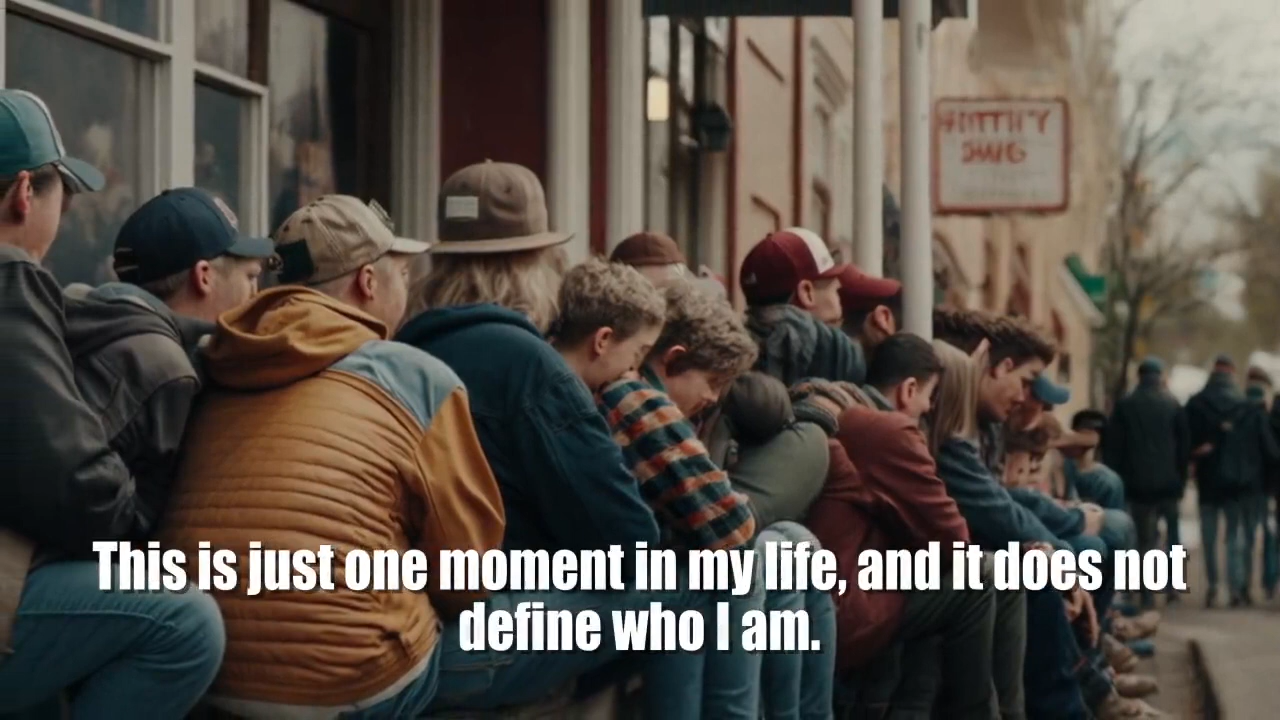 This is just one moment in my life, and it does not
define who I am.